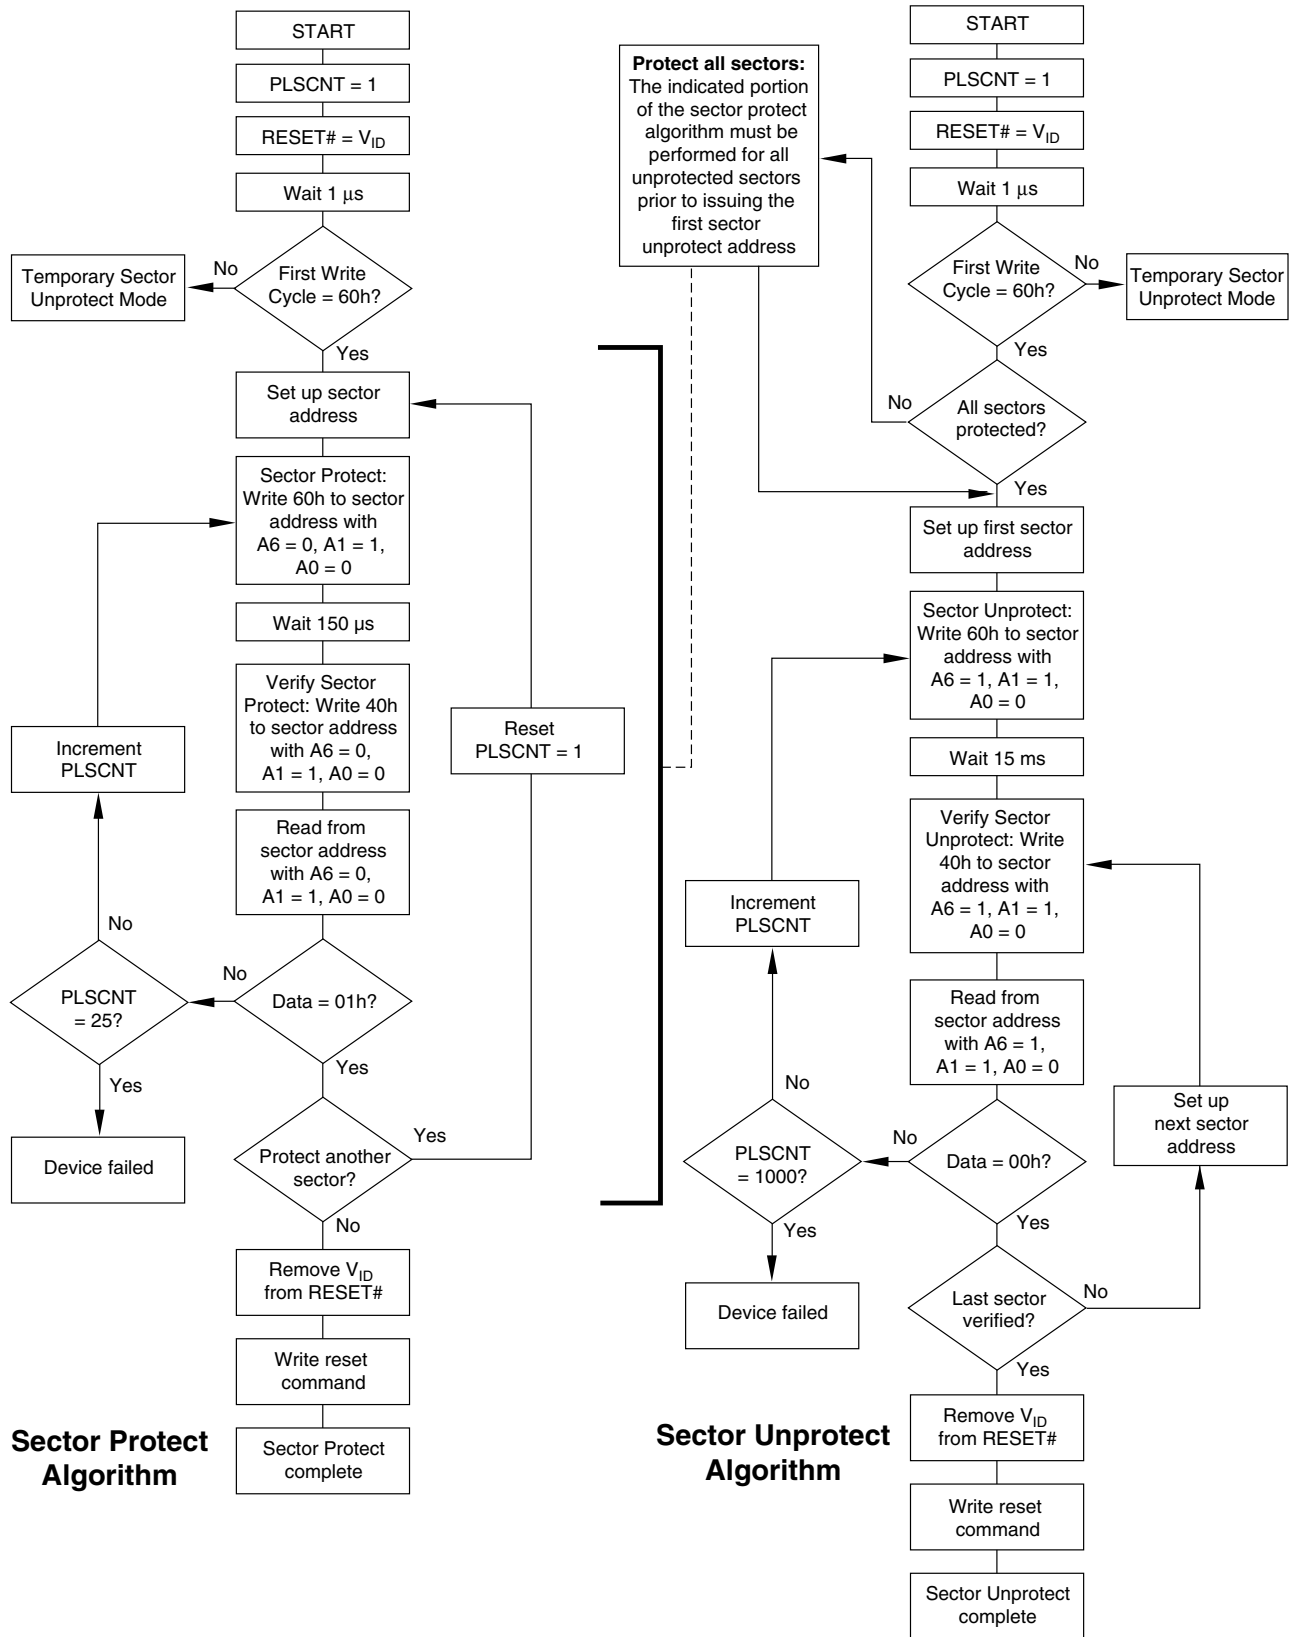 START
PLSCNT = 1
RESET# = VID
Wait 1 μs
First Write
Cycle = 60h?
No
Temporary Sector
Unprotect Mode
Yes
Set up sector
address
Sector Protect:
Write 60h to sector
address with
A6 = 0, A1 = 1,
A0 = 0
Wait 150 µs
Verify Sector
Protect: Write 40h
to sector address
with A6 = 0,
A1 = 1, A0 = 0
Reset
PLSCNT = 1
Increment
PLSCNT
Read from
sector address
with A6 = 0,
A1 = 1, A0 = 0
No
PLSCNT
= 25?
No
Data = 01h?
Yes
Yes
Device failed
Protect another
sector?
Yes
No
Remove VID
from RESET#
Write reset
command
Sector Protect
complete
Sector Protect
Algorithm
Protect all sectors:
The indicated portion
of the sector protect
algorithm must be
performed for all
unprotected sectors
prior to issuing the
first sector
unprotect address
START
PLSCNT = 1
RESET# = VID
Wait 1 μs
First Write
Cycle = 60h?
No
Temporary Sector
Unprotect Mode
Yes
No
All sectors
protected?
Yes
Set up first sector
address
Sector Unprotect:
Write 60h to sector
address with
A6 = 1, A1 = 1,
A0 = 0
Wait 15 ms
Verify Sector
Unprotect: Write
40h to sector
address with
A6 = 1, A1 = 1,
A0 = 0
Increment
PLSCNT
Read from
sector address
with A6 = 1,
A1 = 1, A0 = 0
No
PLSCNT
= 1000?
No
Data = 00h?
Set up
next sector
address
Yes
Yes
Device failed
Last sector
verified?
No
Yes
Remove VID
from RESET#
Write reset
command
Sector Unprotect
complete
Sector Unprotect
Algorithm